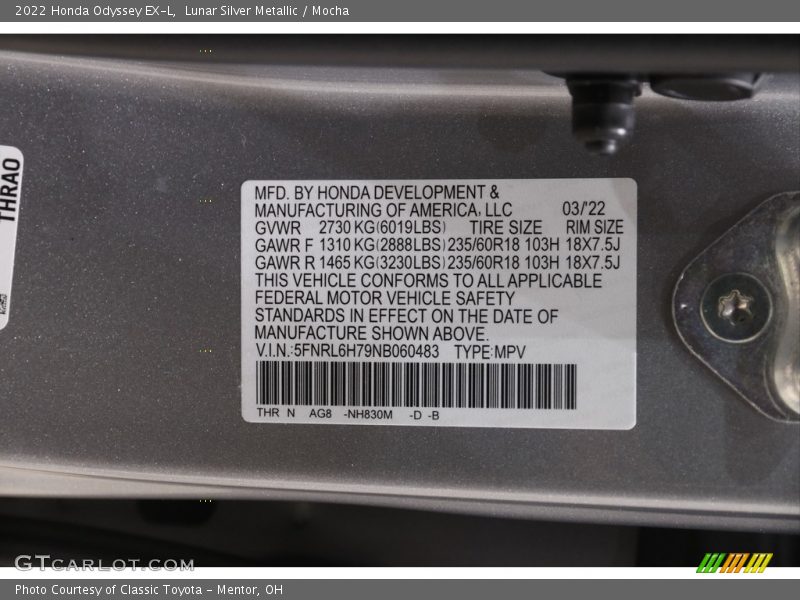 2022 Honda Odyssey EX-L, Lunar Silver Metallic / Mocha
THRA0
MFD. BY HONDA DEVELOPMENT &
MANUFACTURING OF AMERICA, LLC 03/'22
GVWR 2730 KG(6019LBS) TIRE SIZE RIM SIZE
GAWR F 1310 KG(2888LBS) 235/60R18 103H 18X7.5J
GAWR R 1465 KG(3230LBS) 235/60R18 103H 18X7.5J
THIS VEHICLE CONFORMS TO ALL APPLICABLE
FEDERAL MOTOR VEHICLE SAFETY
STANDARDS IN EFFECT ON THE DATE OF
MANUFACTURE SHOWN ABOVE.
V.I.N.:5FNRL6H79NB060483 TYPE:MPV
THR N AG8 -NH830M -D -B
GTCARLOT.COM
Photo Courtesy of Classic Toyota - Mentor, OH